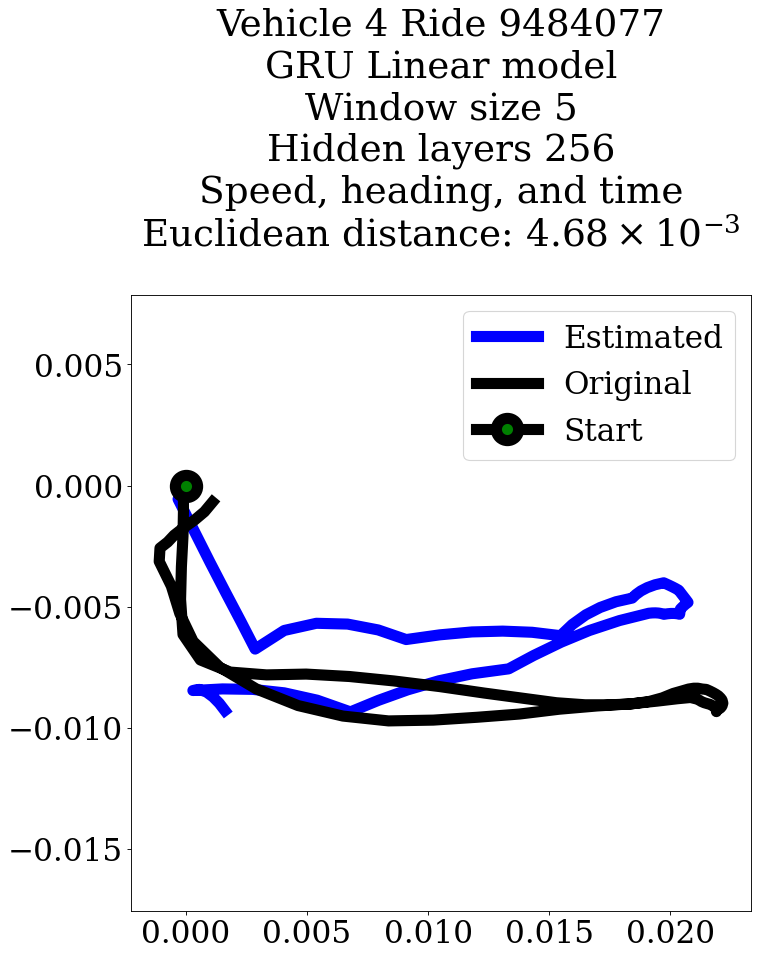 Vehicle 4 Ride 9484077
GRU Linear model
Window size 5
Hidden layers 256
Speed, heading, and time
Euclidean distance: 4.68 × 10⁻³
Estimated
Original
Start
0.005
0.000
−0.005
−0.010
−0.015
0.000 0.005 0.010 0.015 0.020